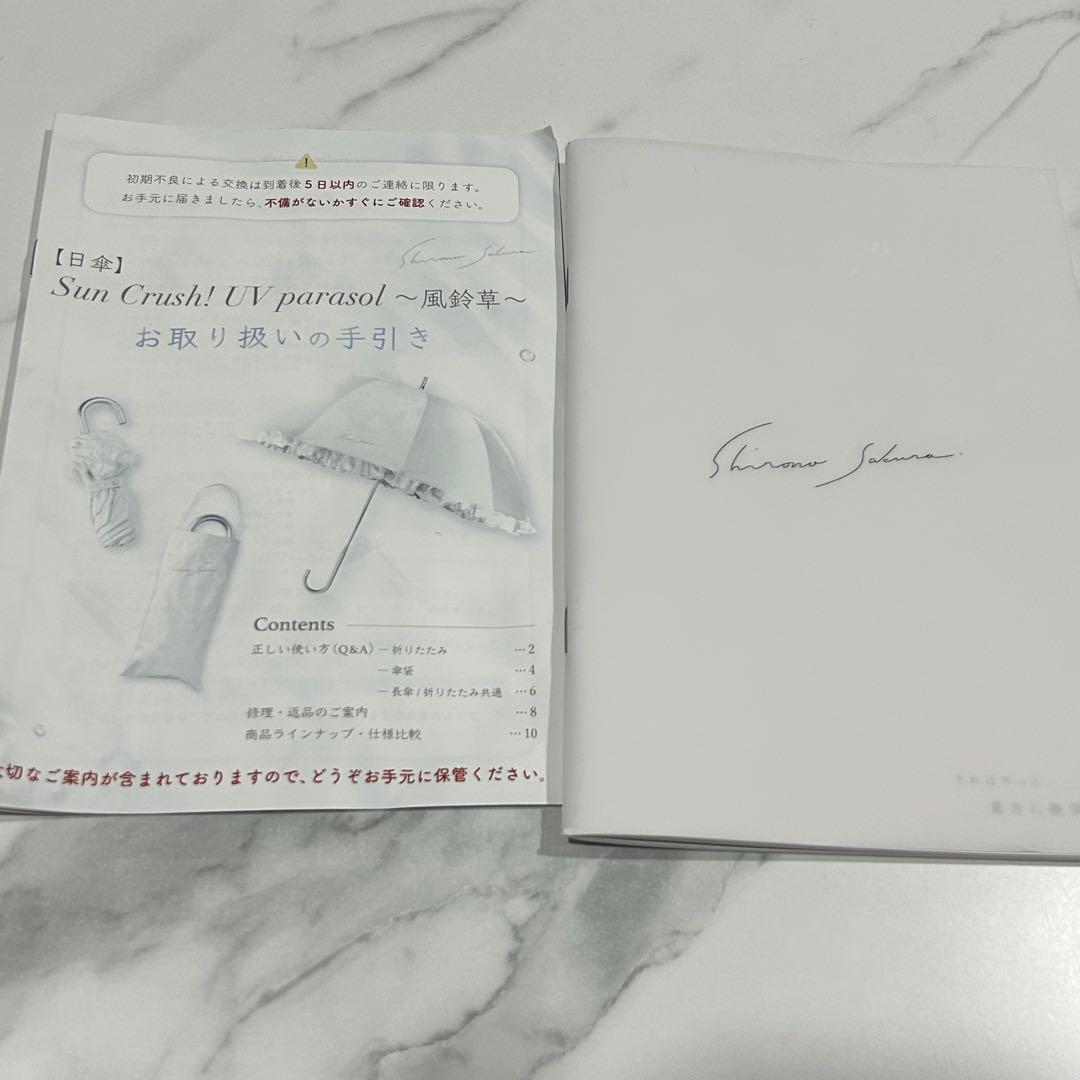 初期不良による交換は到着後5日以内のご連絡に限ります。
お手元に届きましたら、不備がないかすぐにご確認ください。
Shirono Sakura
【日傘】
Sun Crush! UV parasol ～風鈴草～
お取り扱いの手引き
Contents
正しい使い方(Q&A) ─ 折りたたみ …2
─ 傘袋 …4
─ 長傘/折りたたみ共通 …6
修理・返品のご案内 …8
商品ラインナップ・仕様比較 …10
切なご案内が含まれておりますので、どうぞお手元に保管ください。
Shirono Sakura.